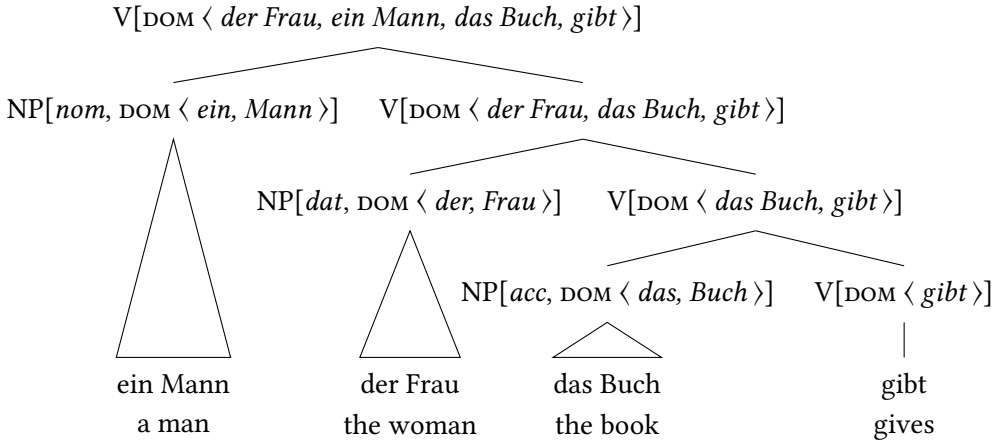 V[DOM ⟨ der Frau, ein Mann, das Buch, gibt ⟩]
NP[nom, DOM ⟨ ein, Mann ⟩] V[DOM ⟨ der Frau, das Buch, gibt ⟩]
NP[dat, DOM ⟨ der, Frau ⟩] V[DOM ⟨ das Buch, gibt ⟩]
NP[acc, DOM ⟨ das, Buch ⟩] V[DOM ⟨ gibt ⟩]
ein Mann der Frau das Buch gibt
a man the woman the book gives